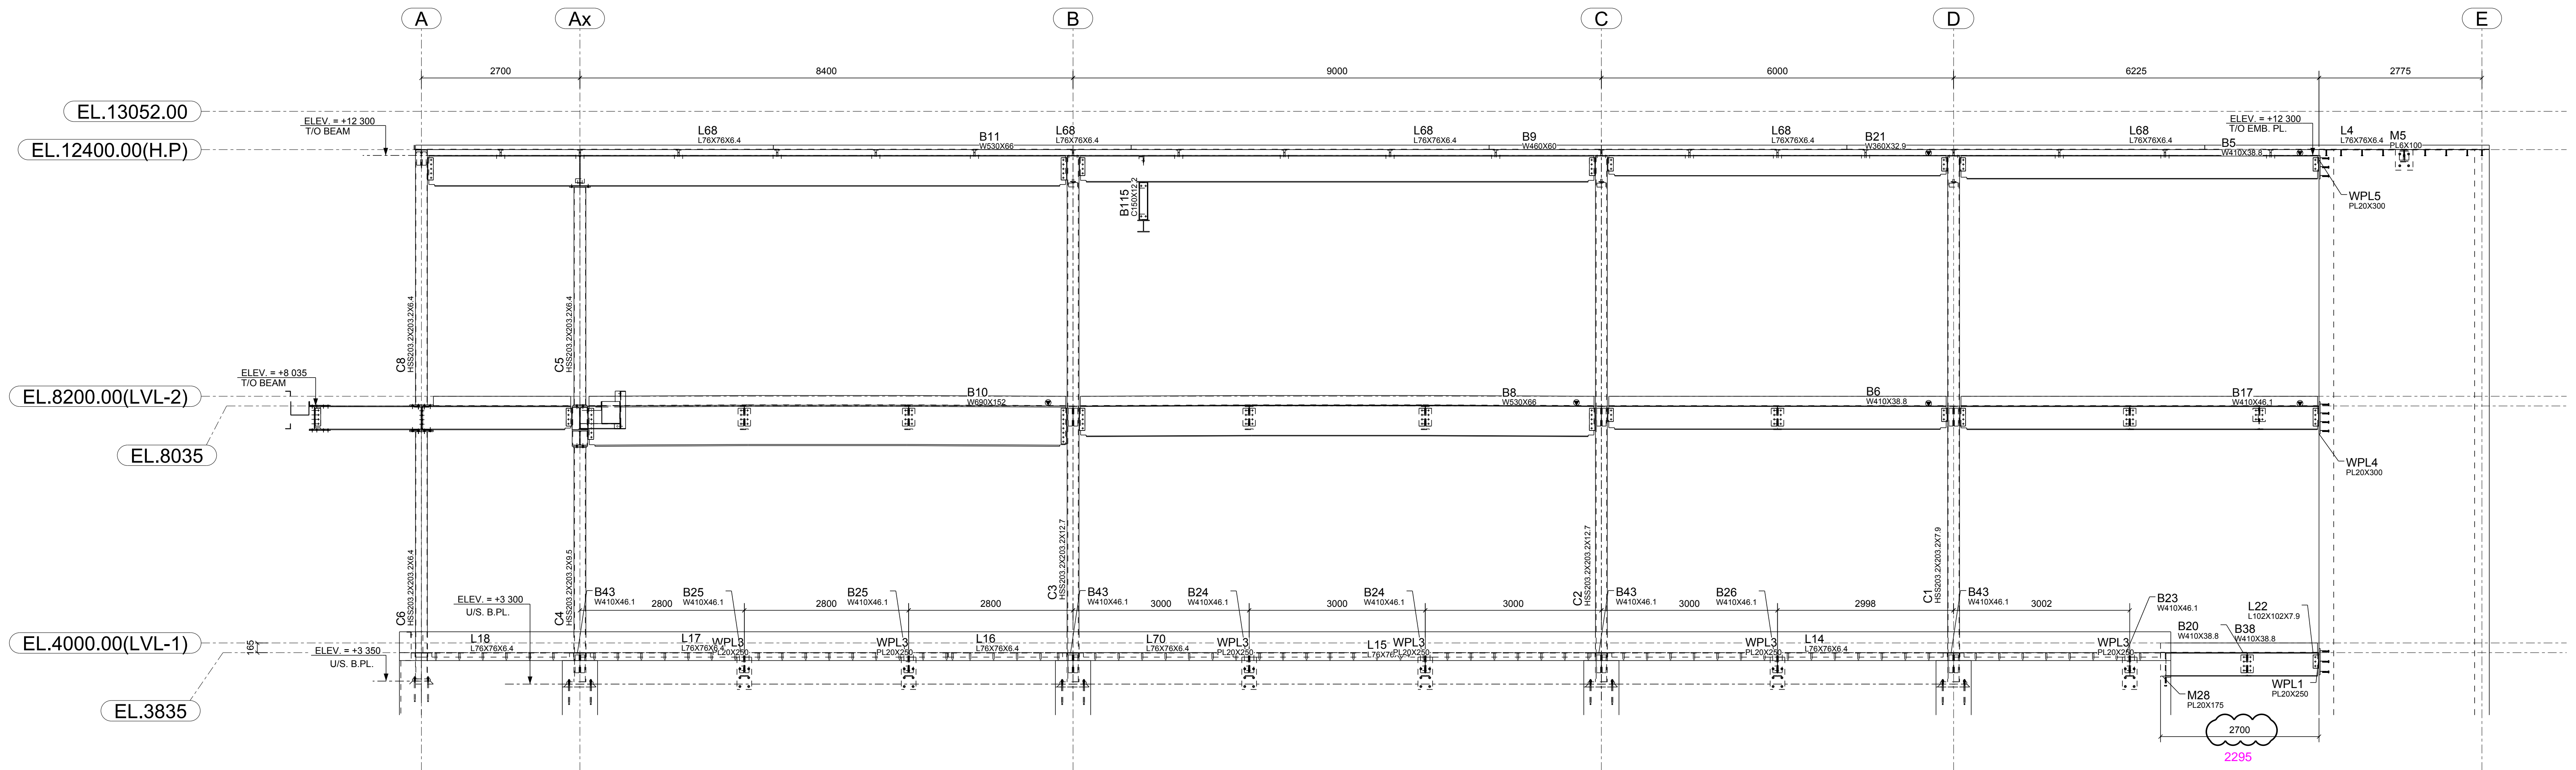 A
Ax
B
C
D
E
2700
8400
9000
6000
6225
2775
EL.13052.00
ELEV. = +12 300
T/O BEAM
ELEV. = +12 300
T/O EMB. PL.
EL.12400.00(H.P)
L68
L76X76X6.4
B11
W530X66
L68
L76X76X6.4
L68
L76X76X6.4
B9
W460X60
L68
L76X76X6.4
B21
W360X32.9
L68
L76X76X6.4
B5
W410X38.8
L4
L76X76X6.4
M5
PL6X100
B115
C150X12.2
WPL5
PL20X300
C8
HSS203.2X203.2X6.4
C5
HSS203.2X203.2X6.4
ELEV. = +8 035
T/O BEAM
EL.8200.00(LVL-2)
B10
W690X152
B8
W530X66
B6
W410X38.8
B17
W410X46.1
EL.8035
WPL4
PL20X300
C6
HSS203.2X203.2X6.4
C4
HSS203.2X203.2X9.5
C3
HSS203.2X203.2X12.7
C2
HSS203.2X203.2X12.7
C1
HSS203.2X203.2X7.9
ELEV. = +3 300
U/S. B.PL.
B43
W410X46.1
B25
W410X46.1
B25
W410X46.1
B43
W410X46.1
B24
W410X46.1
B24
W410X46.1
B43
W410X46.1
B26
W410X46.1
B43
W410X46.1
B23
W410X46.1
2800
2800
2800
3000
3000
3000
3000
2998
3002
L22
L102X102X7.9
B20
W410X38.8
B38
W410X38.8
EL.4000.00(LVL-1)
165
ELEV. = +3 350
U/S. B.PL.
L18
L76X76X6.4
L17
L76X76X6.4
WPL3
PL20X250
WPL3
PL20X250
L16
L76X76X6.4
L70
L76X76X6.4
WPL3
PL20X250
L15
WPL3
PL20X250
WPL3
PL20X250
L14
L76X76X6.4
WPL3
PL20X250
WPL1
PL20X250
M28
PL20X175
EL.3835
2700
2295